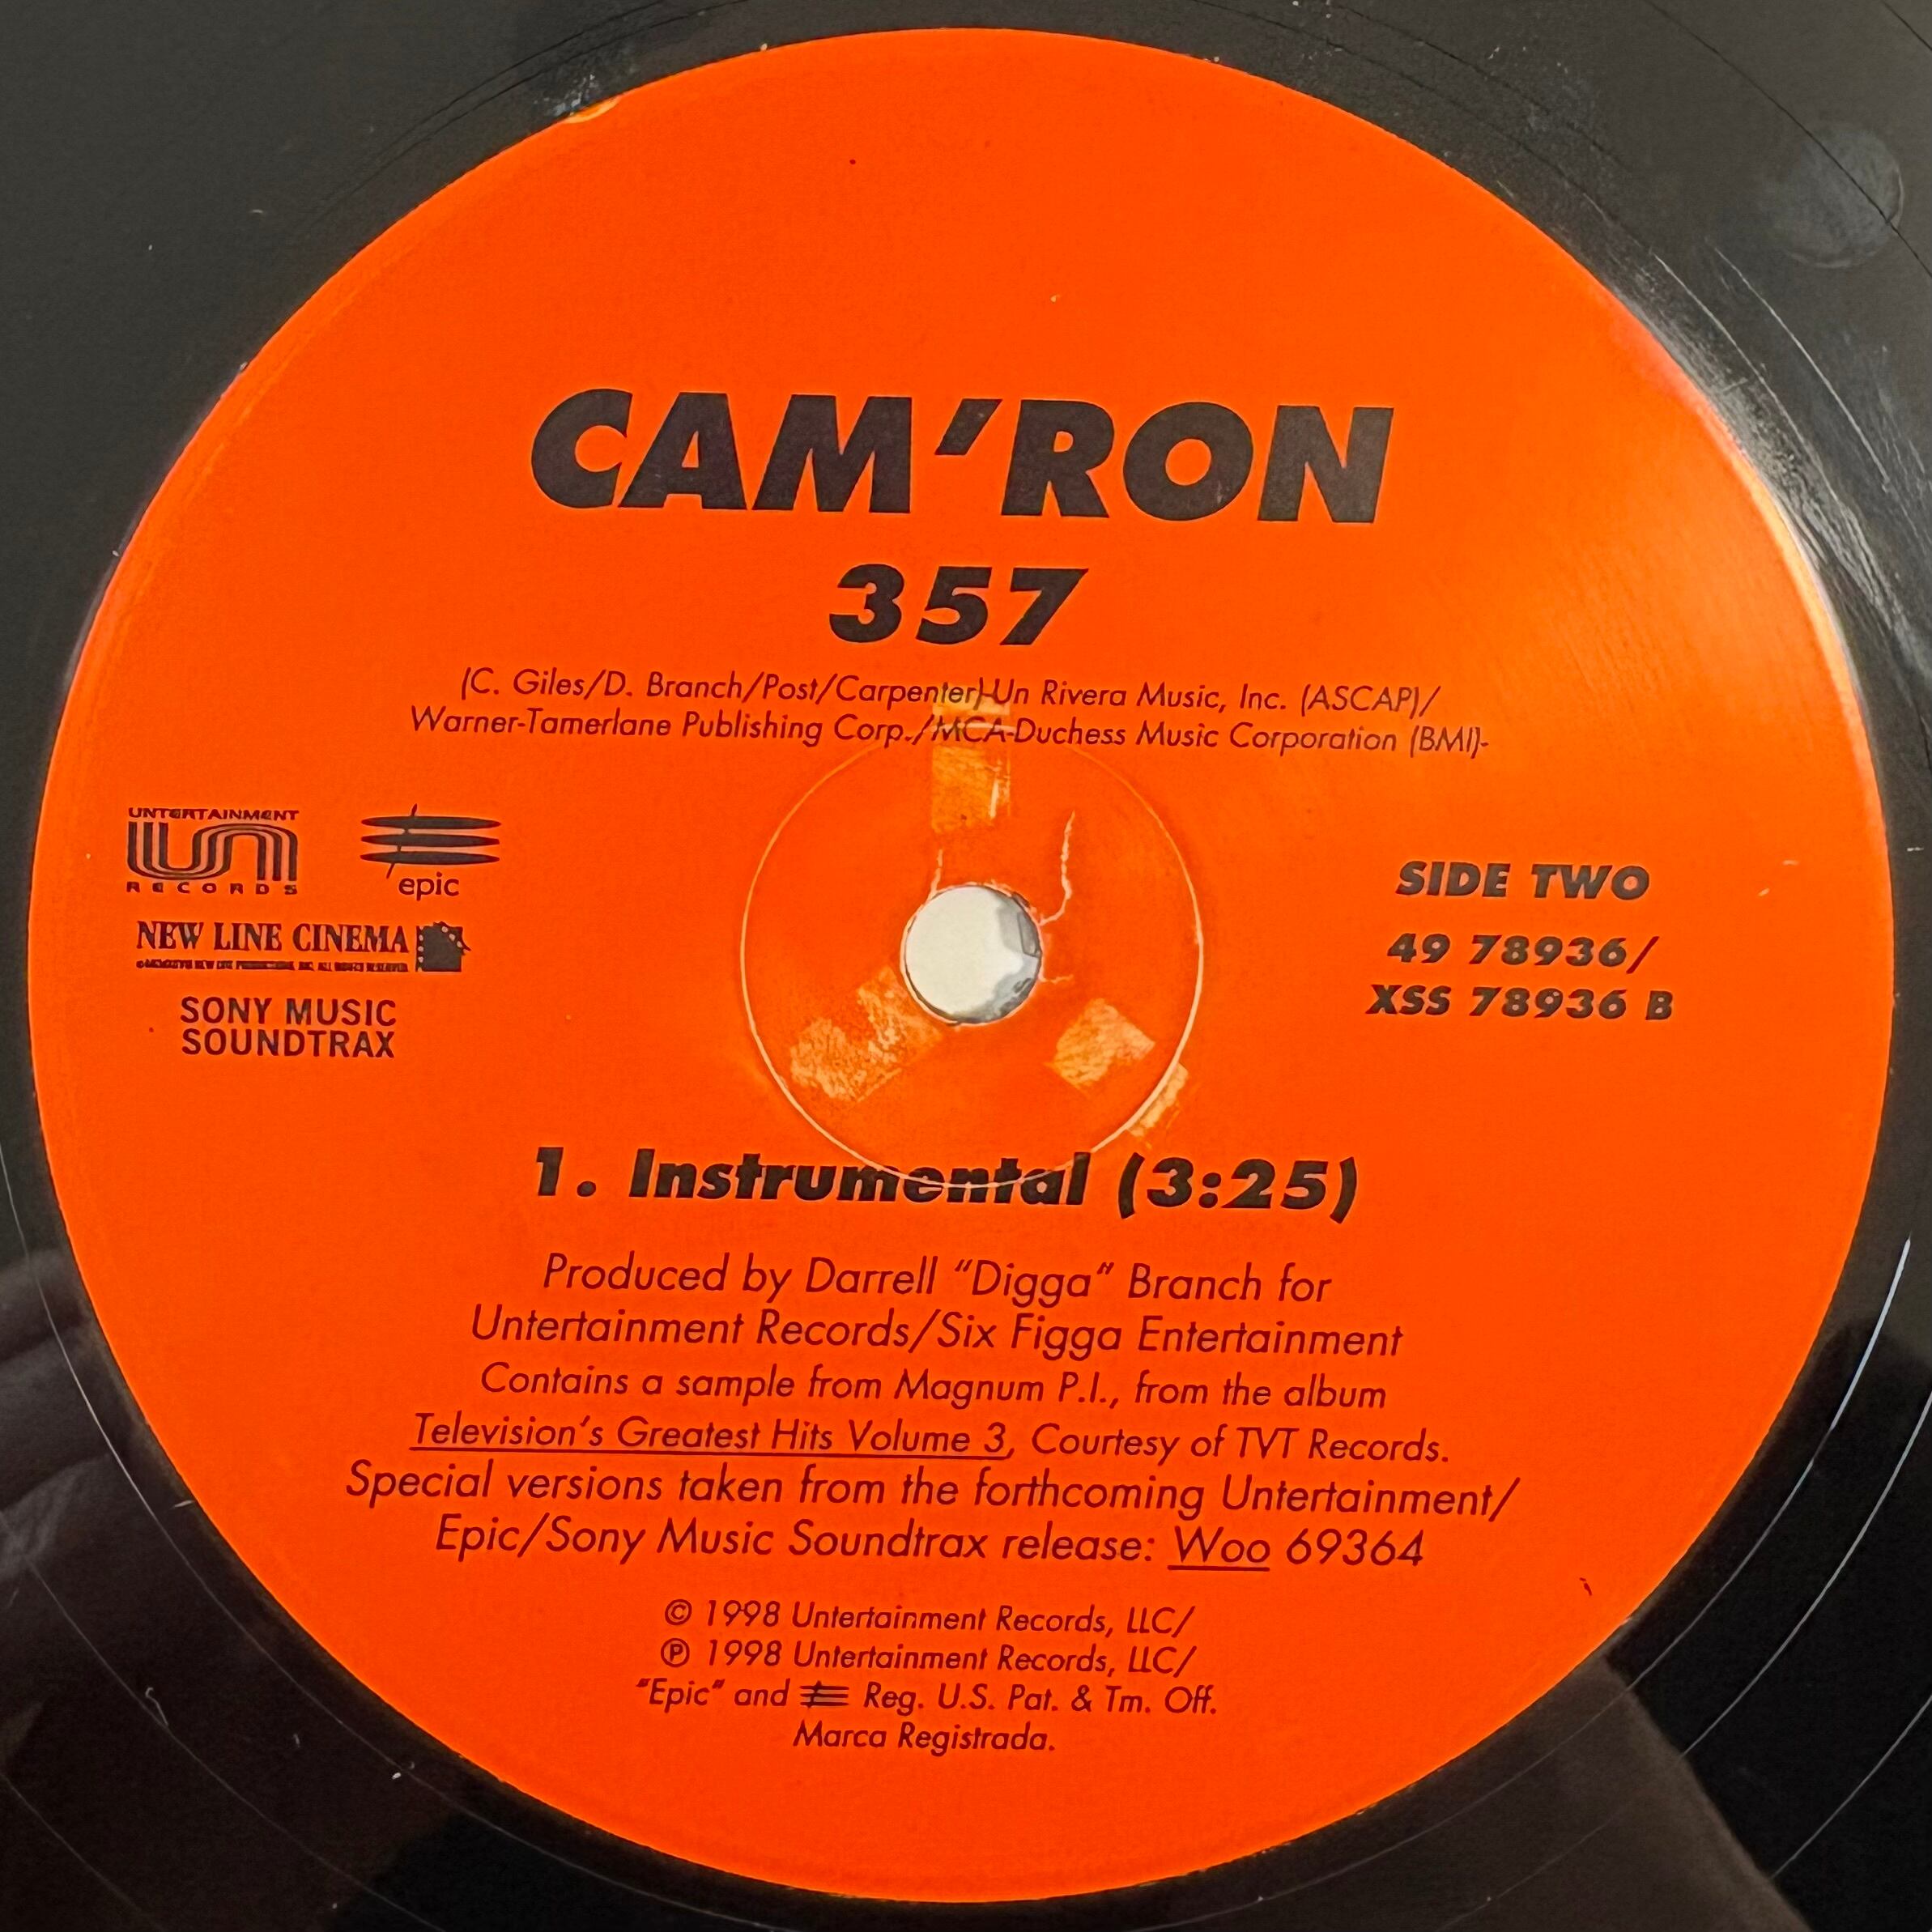 CAM'RON
357
(C. Giles/D. Branch/Post/Carpenter)-Un Rivera Music, Inc. (ASCAP)/
Warner-Tamerlane Publishing Corp./MCA-Duchess Music Corporation (BMI)-
UNTERTAINMENT
un
RECORDS
epic
NEW LINE CINEMA
SONY MUSIC
SOUNDTRAX
SIDE TWO
49 78936/
XSS 78936 B
1. Instrumental (3:25)
Produced by Darrell "Digga" Branch for
Untertainment Records/Six Figga Entertainment
Contains a sample from Magnum P.I., from the album
Television's Greatest Hits Volume 3, Courtesy of TVT Records.
Special versions taken from the forthcoming Untertainment/
Epic/Sony Music Soundtrax release: Woo 69364
© 1998 Untertainment Records, LLC/
℗ 1998 Untertainment Records, LLC/
"Epic" and Reg. U.S. Pat. & Tm. Off.
Marca Registrada.